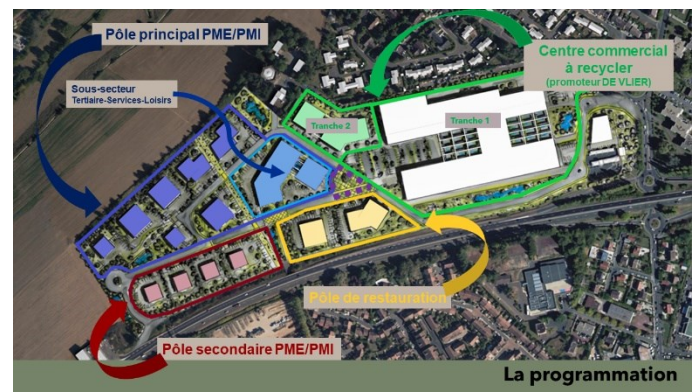 Pôle principal PME/PMI
Centre commercial
à recycler
(promoteur DE VLIER)
Sous-secteur
Tertiaire-Services-Loisirs
Tranche 2
Tranche 1
Pôle de restauration
Pôle secondaire PME/PMI
La programmation